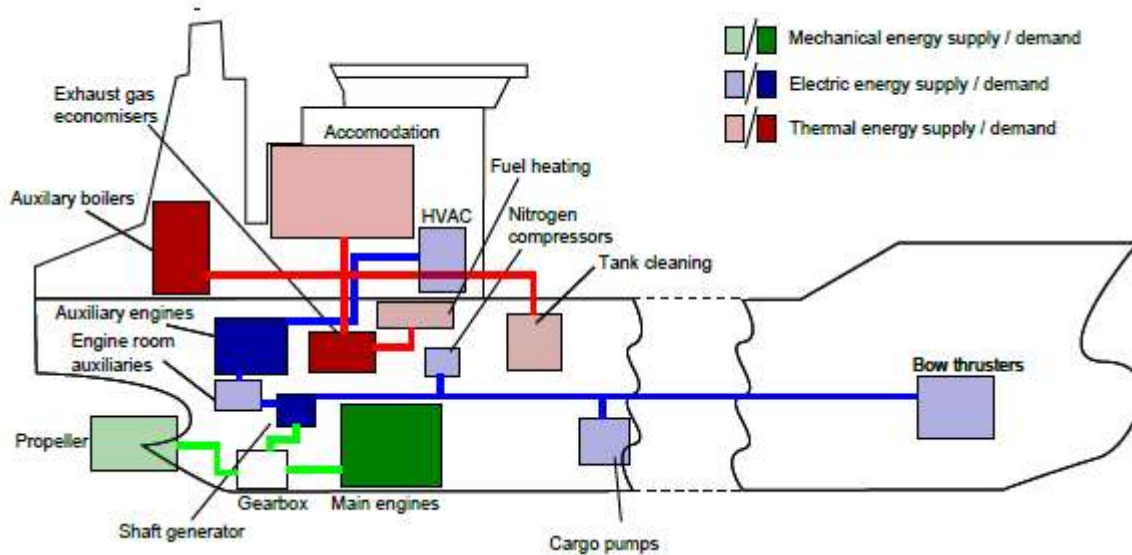 Mechanical energy supply / demand
Electric energy supply / demand
Thermal energy supply / demand
Exhaust gas
economisers
Accomodation
Fuel heating
Auxilary boilers
HVAC
Nitrogen
compressors
Tank cleaning
Auxiliary engines
Engine room
auxiliaries
Bow thrusters
Propeller
Gearbox
Main engines
Shaft generator
Cargo pumps